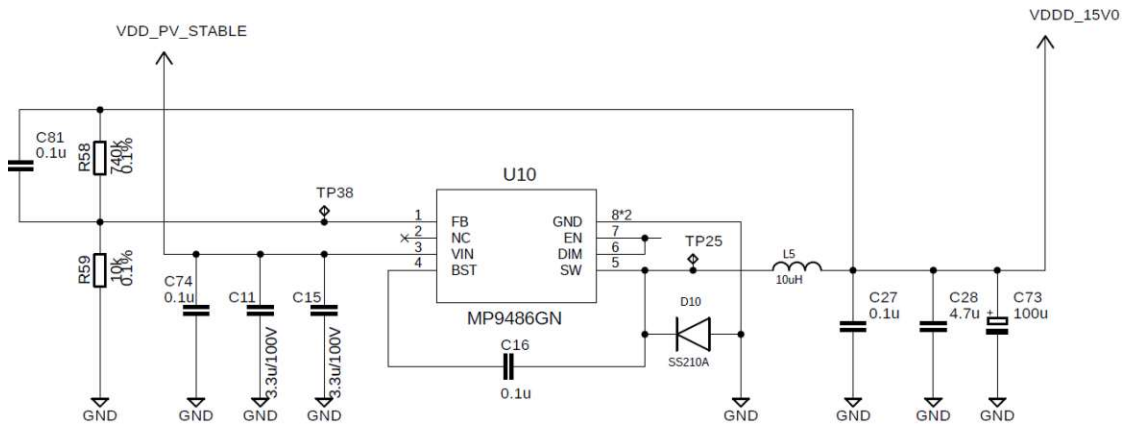 VDDD_15V0
VDD_PV_STABLE
C81
0.1u
R58
740k
0.1%
U10
TP38
1 FB GND 8*2
2 NC EN 7
3 VIN DIM 6
4 BST SW 5
TP25
L5
10uH
R59
10k
0.1%
C74
0.1u
C11
3.3u/100V
C15
3.3u/100V
MP9486GN
D10
SS210A
C16
0.1u
C27
0.1u
C28
4.7u
C73
+
100u
GND
GND
GND
GND
GND
GND
GND
GND